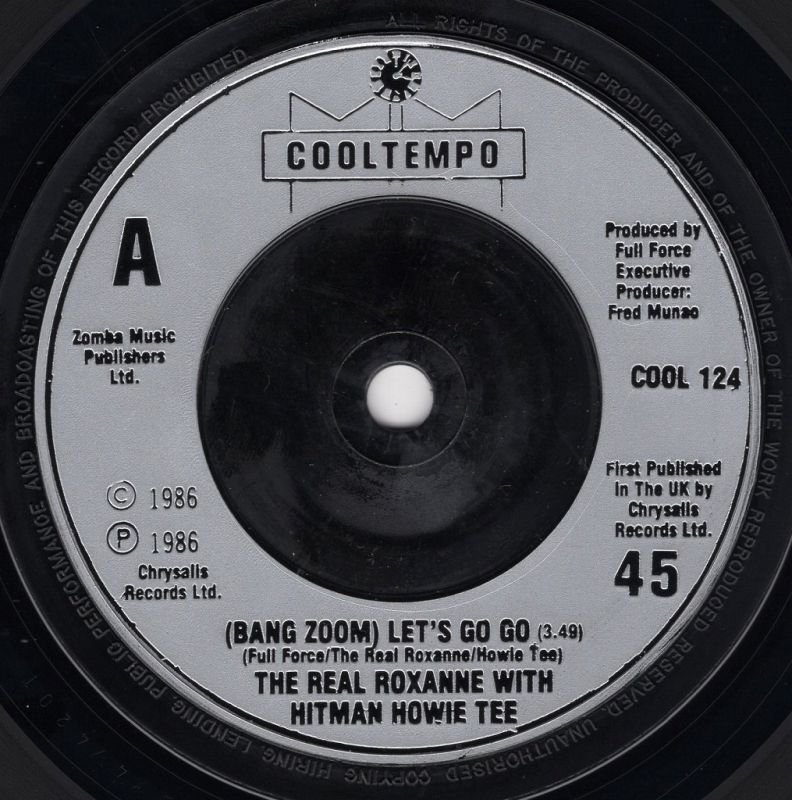 ALL RIGHTS OF THE PRODUCER AND OF THE OWNER OF THE WORK REPRODUCED RESERVED. UNAUTHORISED COPYING HIRING, LENDING PUBLIC PERFORMANCE AND BROADCASTING OF THIS RECORD PROHIBITED
COOLTEMPO
A
Produced by
Full Force
Executive
Producer:
Fred Munao
Zomba Music
Publishers
Ltd.
COOL 124
© 1986
℗ 1986
Chrysalis
Records Ltd.
First Published
In The UK by
Chrysalis
Records Ltd.
45
(BANG ZOOM) LET'S GO GO (3.49)
(Full Force/The Real Roxanne/Howie Tee)
THE REAL ROXANNE WITH
HITMAN HOWIE TEE